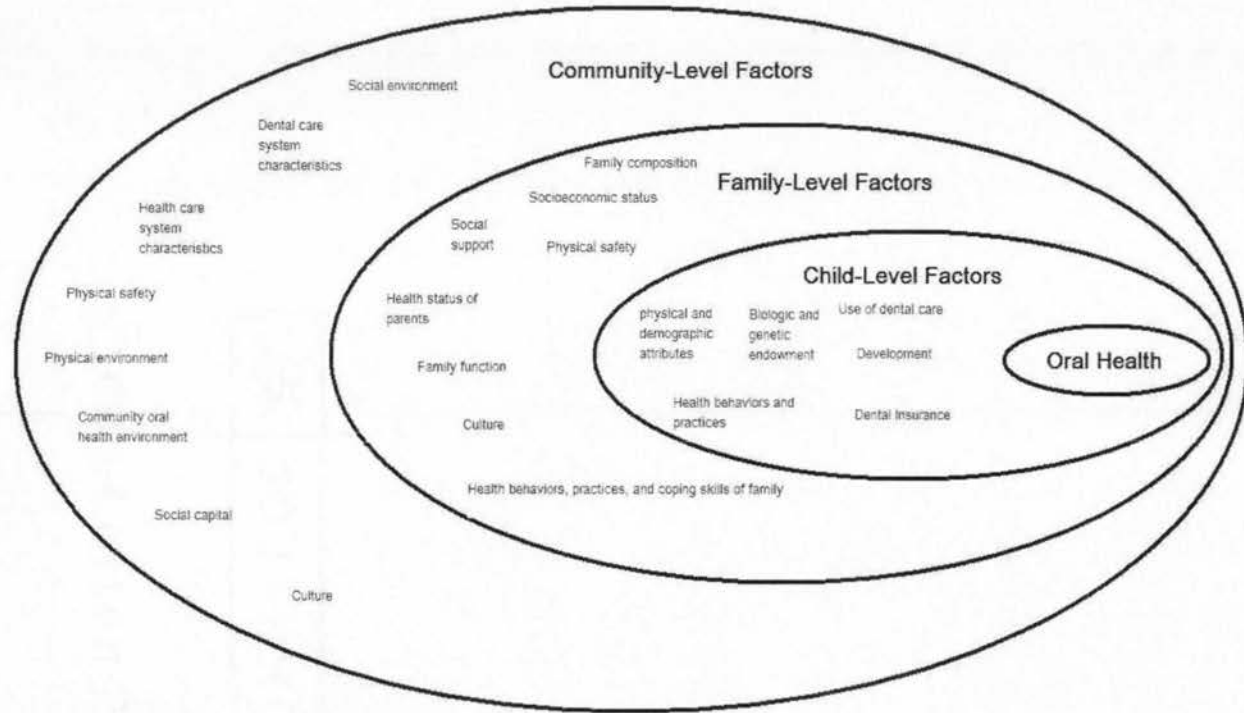 Community-Level Factors
Social environment
Dental care
system
characteristics
Health care
system
characteristics
Physical safety
Physical environment
Community oral
health environment
Social capital
Culture
Family-Level Factors
Family composition
Socioeconomic status
Social
support
Physical safety
Health status of
parents
Family function
Culture
Health behaviors, practices, and coping skills of family
Child-Level Factors
physical and
demographic
attributes
Biologic and
genetic
endowment
Use of dental care
Development
Health behaviors and
practices
Dental Insurance
Oral Health